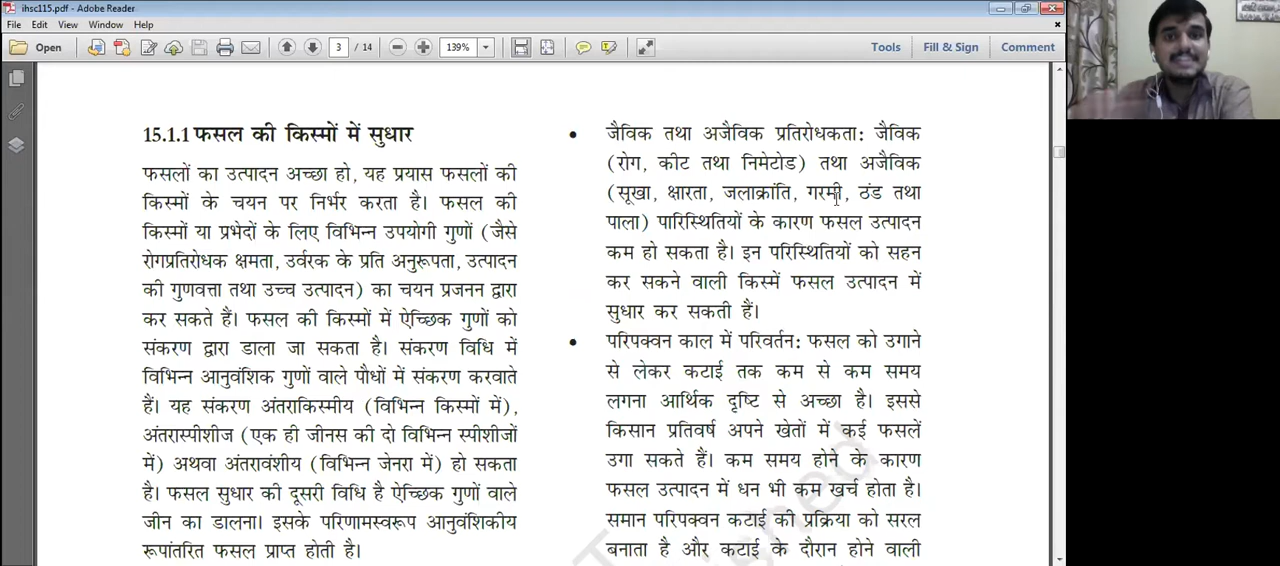 ihsc115.pdf - Adobe Reader
File Edit View Window Help
Open 3 / 14 139% Tools Fill & Sign Comment
15.1.1 फसल की किस्मों में सुधार
फसलों का उत्पादन अच्छा हो, यह प्रयास फसलों की
किस्मों के चयन पर निर्भर करता है। फसल की
किस्मों या प्रभेदों के लिए विभिन्न उपयोगी गुणों (जैसे
रोगप्रतिरोधक क्षमता, उर्वरक के प्रति अनुरूपता, उत्पादन
की गुणवत्ता तथा उच्च उत्पादन) का चयन प्रजनन द्वारा
कर सकते हैं। फसल की किस्मों में ऐच्छिक गुणों को
संकरण द्वारा डाला जा सकता है। संकरण विधि में
विभिन्न आनुवंशिक गुणों वाले पौधों में संकरण करवाते
हैं। यह संकरण अंतराकिस्मीय (विभिन्न किस्मों में),
अंतरास्पीशीज (एक ही जीनस की दो विभिन्न स्पीशीजों
में) अथवा अंतरावंशीय (विभिन्न जेनरा में) हो सकता
है। फसल सुधार की दूसरी विधि है ऐच्छिक गुणों वाले
जीन का डालना। इसके परिणामस्वरूप आनुवंशिकीय
रूपांतरित फसल प्राप्त होती है।
• जैविक तथा अजैविक प्रतिरोधकता: जैविक
(रोग, कीट तथा निमेटोड) तथा अजैविक
(सूखा, क्षारता, जलाक्रांति, गरमी, ठंड तथा
पाला) पारिस्थितियों के कारण फसल उत्पादन
कम हो सकता है। इन परिस्थितियों को सहन
कर सकने वाली किस्में फसल उत्पादन में
सुधार कर सकती हैं।
• परिपक्वन काल में परिवर्तन: फसल को उगाने
से लेकर कटाई तक कम से कम समय
लगना आर्थिक दृष्टि से अच्छा है। इससे
किसान प्रतिवर्ष अपने खेतों में कई फसलें
उगा सकते हैं। कम समय होने के कारण
फसल उत्पादन में धन भी कम खर्च होता है।
समान परिपक्वन कटाई की प्रक्रिया को सरल
बनाता है और कटाई के दौरान होने वाली